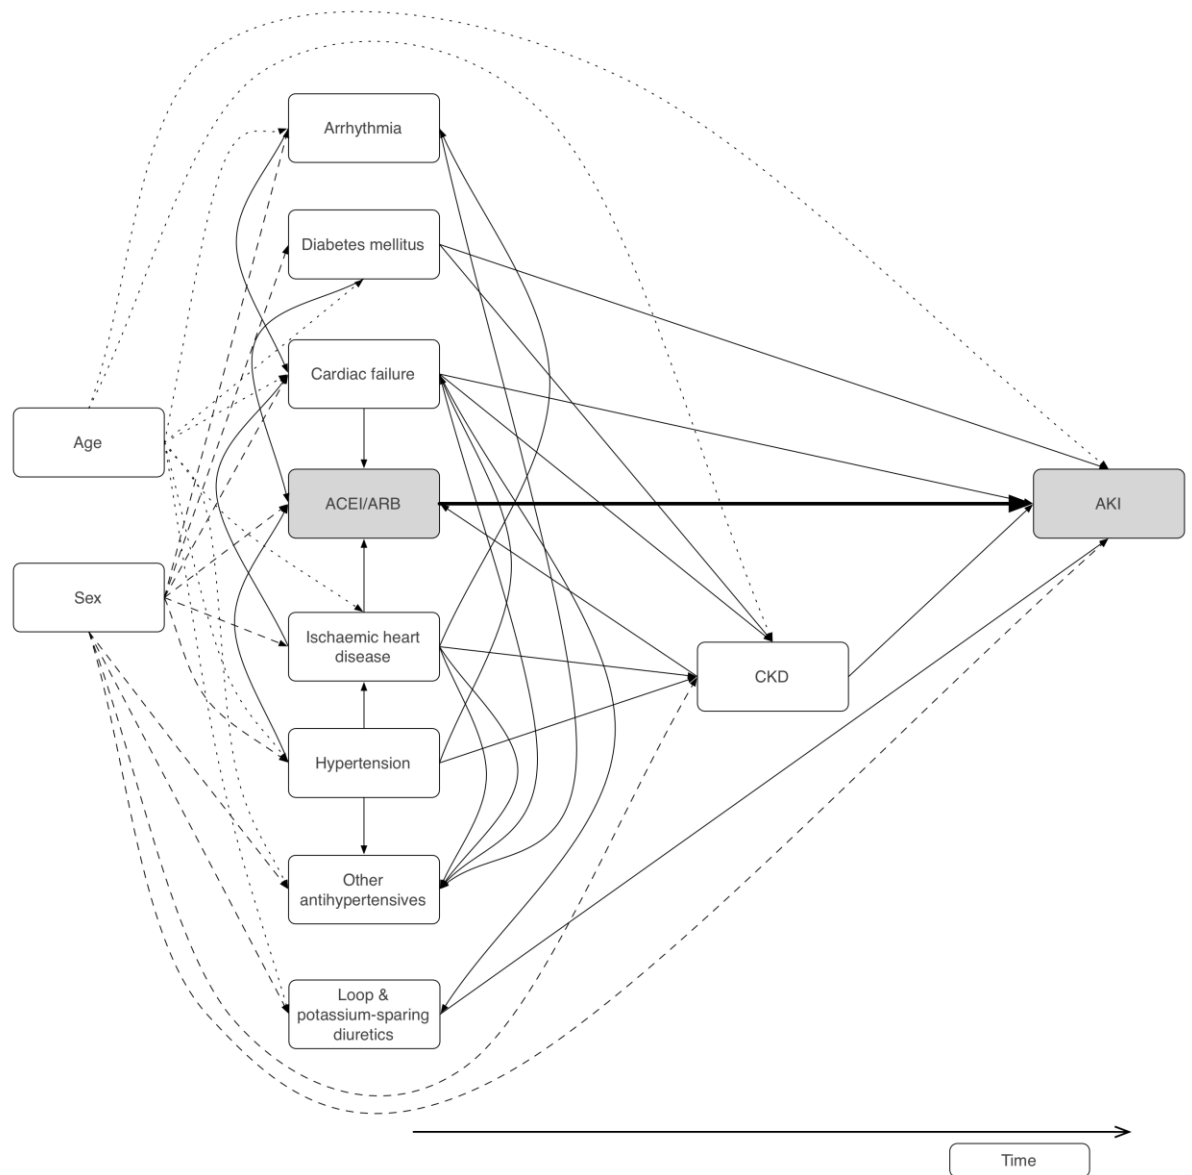 Arrhythmia
Diabetes mellitus
Cardiac failure
Age
ACEI/ARB
AKI
Sex
Ischaemic heart
disease
CKD
Hypertension
Other
antihypertensives
Loop &
potassium-sparing
diuretics
Time